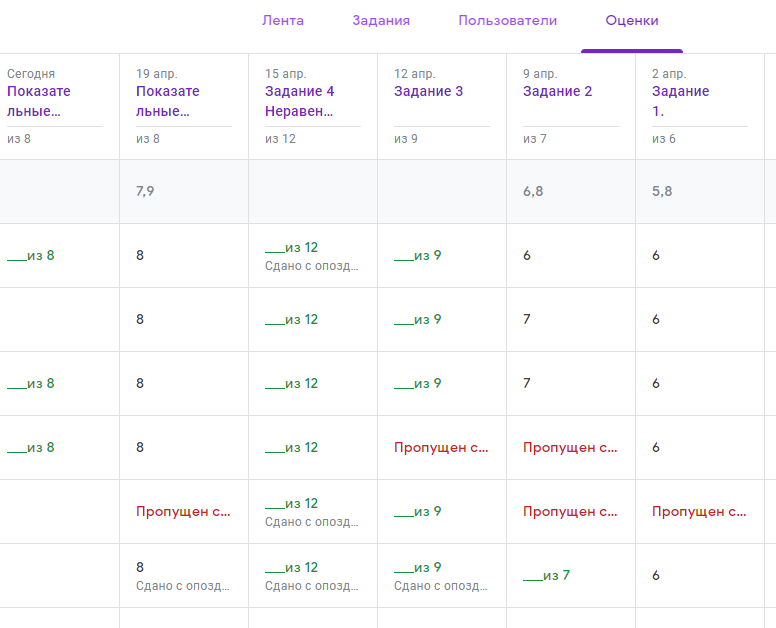 Лента Задания Пользователи Оценки
Сегодня 19 апр. 15 апр. 12 апр. 9 апр. 2 апр.
Показате Показате Задание 4 Задание 3 Задание 2 Задание
льные... льные... Неравен... 1.
из 8 из 8 из 12 из 9 из 7 из 6
7,9 6,8 5,8
___из 8 8 ___из 12 ___из 9 6 6
Сдано с опозд...
8 ___из 12 ___из 9 7 6
___из 8 8 ___из 12 ___из 9 7 6
___из 8 8 ___из 12 Пропущен с... Пропущен с... 6
Пропущен с... ___из 12 ___из 9 Пропущен с... Пропущен с...
Сдано с опозд...
8 ___из 12 ___из 9 ___из 7 6
Сдано с опозд... Сдано с опозд... Сдано с опозд...